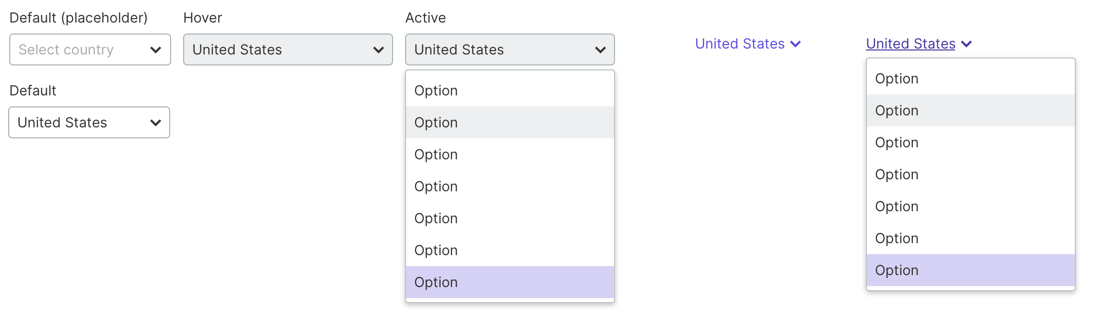 Default (placeholder)
Select country
Default
United States
Hover
United States
Active
United States
Option
Option
Option
Option
Option
Option
Option
United States
United States
Option
Option
Option
Option
Option
Option
Option